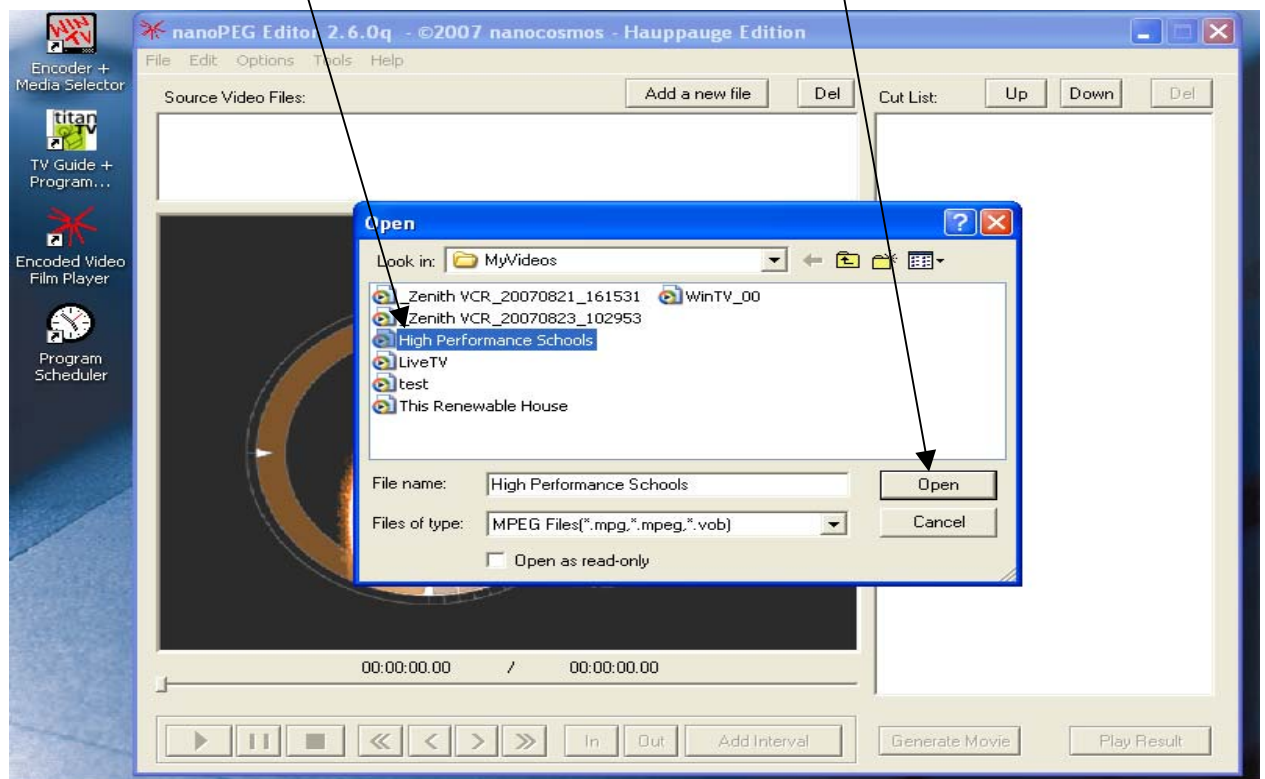 nanoPEG Editor 2.6.0q - ©2007 nanocosmos - Hauppauge Edition
File Edit Options Tools Help
WIN
TV
Encoder +
Media Selector
titan
TV
TV Guide +
Program...
Encoded Video
Film Player
Program
Scheduler
Source Video Files:
Add a new file
Del
Cut List:
Up
Down
Del
Open
Look in: MyVideos
_Zenith VCR_20070821_161531
WinTV_00
_Zenith VCR_20070823_102953
High Performance Schools
LiveTV
test
This Renewable House
File name: High Performance Schools
Open
Files of type: MPEG Files(*.mpg,*.mpeg,*.vob)
Cancel
Open as read-only
00:00:00.00 / 00:00:00.00
In
Out
Add Interval
Generate Movie
Play Result